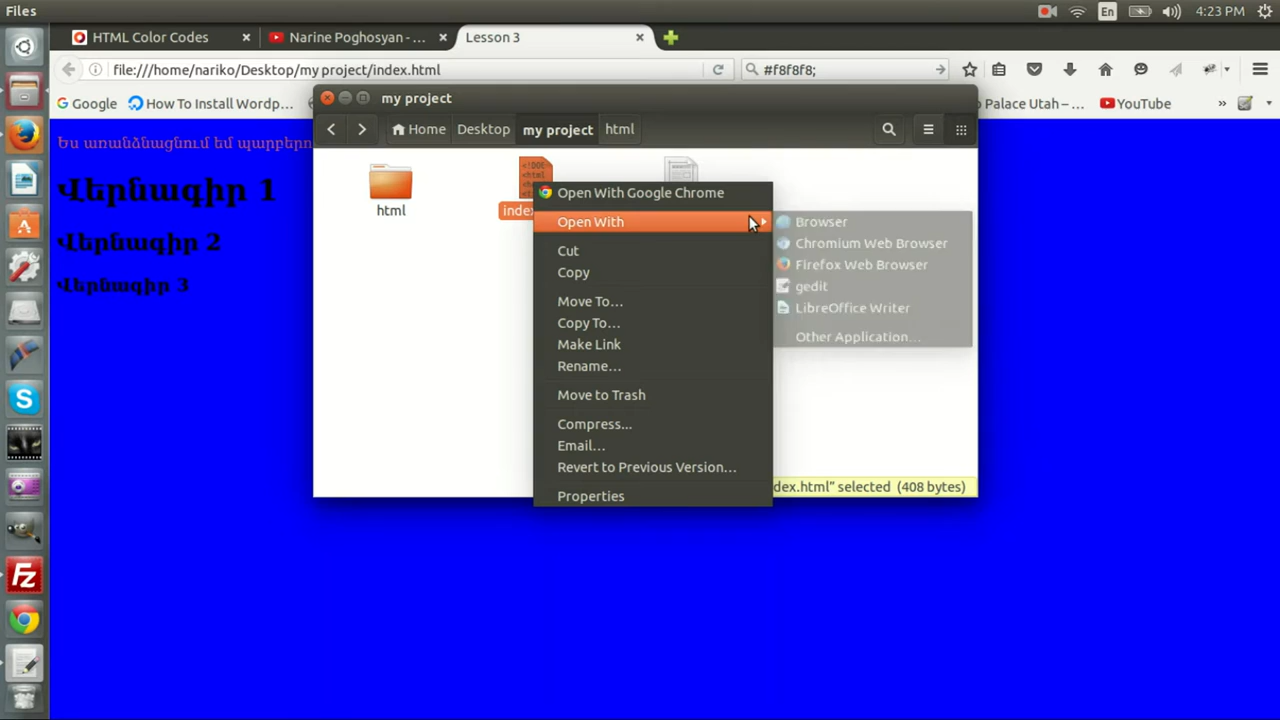 Files
En
4:23 PM
HTML Color Codes
Narine Poghosyan - ...
Lesson 3
file:///home/nariko/Desktop/my project/index.html
#f8f8f8;
Google
How To Install Wordp...
o Palace Utah – ...
YouTube
my project
Home
Desktop
my project
html
Ես առանձնացնում եմ պարբերո
Վերնագիր 1
Վերնագիր 2
Վերնագիր 3
html
inde
Open With Google Chrome
Open With
Cut
Copy
Move To...
Copy To...
Make Link
Rename...
Move to Trash
Compress...
Email...
Revert to Previous Version...
Properties
Browser
Chromium Web Browser
Firefox Web Browser
gedit
LibreOffice Writer
Other Application...
dex.html” selected (408 bytes)